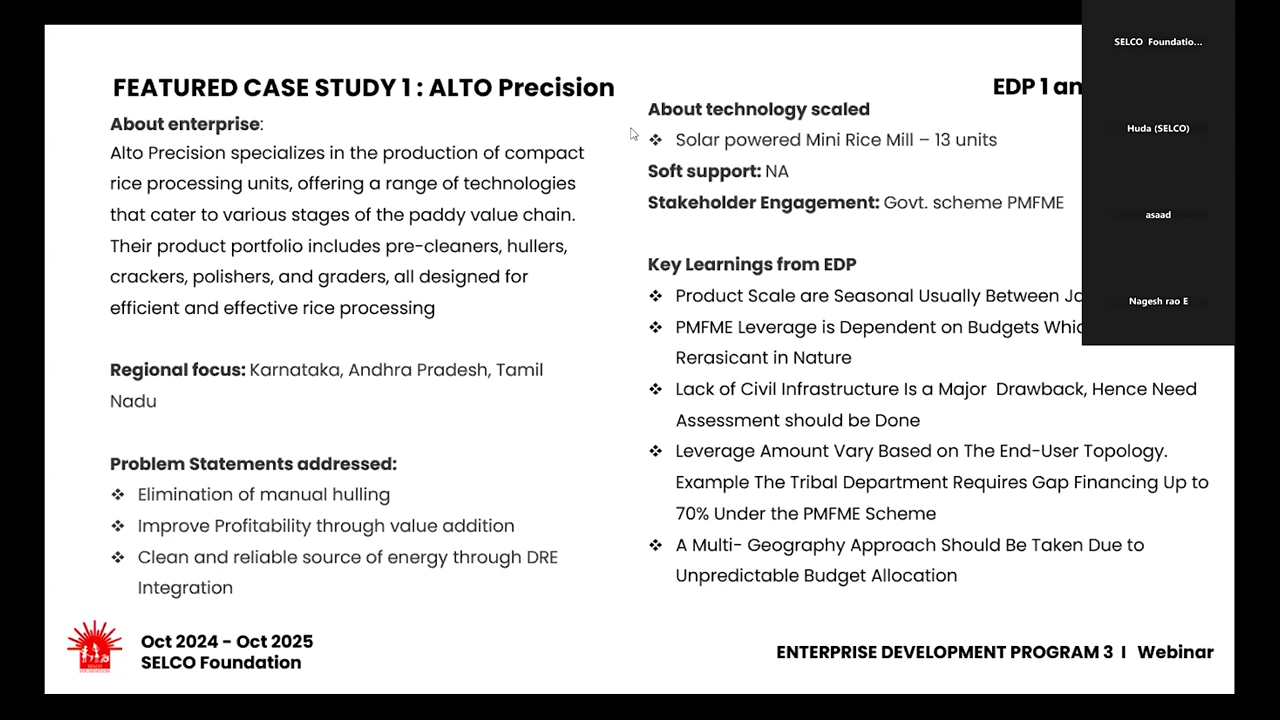 FEATURED CASE STUDY 1 : ALTO Precision
About enterprise:
Alto Precision specializes in the production of compact
rice processing units, offering a range of technologies
that cater to various stages of the paddy value chain.
Their product portfolio includes pre-cleaners, hullers,
crackers, polishers, and graders, all designed for
efficient and effective rice processing
Regional focus: Karnataka, Andhra Pradesh, Tamil
Nadu
Problem Statements addressed:
❖ Elimination of manual hulling
❖ Improve Profitability through value addition
❖ Clean and reliable source of energy through DRE
Integration
EDP 1 an
About technology scaled
❖ Solar powered Mini Rice Mill – 13 units
Soft support: NA
Stakeholder Engagement: Govt. scheme PMFME
Key Learnings from EDP
❖ Product Scale are Seasonal Usually Between
❖ PMFME Leverage is Dependent on Budgets
Rerasicant in Nature
❖ Lack of Civil Infrastructure Is a Major Drawback, Hence Need
Assessment should be Done
❖ Leverage Amount Vary Based on The End-User Topology.
Example The Tribal Department Requires Gap Financing Up to
70% Under the PMFME Scheme
❖ A Multi- Geography Approach Should Be Taken Due to
Unpredictable Budget Allocation
SELCO Foundatio...
Huda (SELCO)
asaad
Nagesh rao E
Oct 2024 - Oct 2025
SELCO Foundation
ENTERPRISE DEVELOPMENT PROGRAM 3 I Webinar